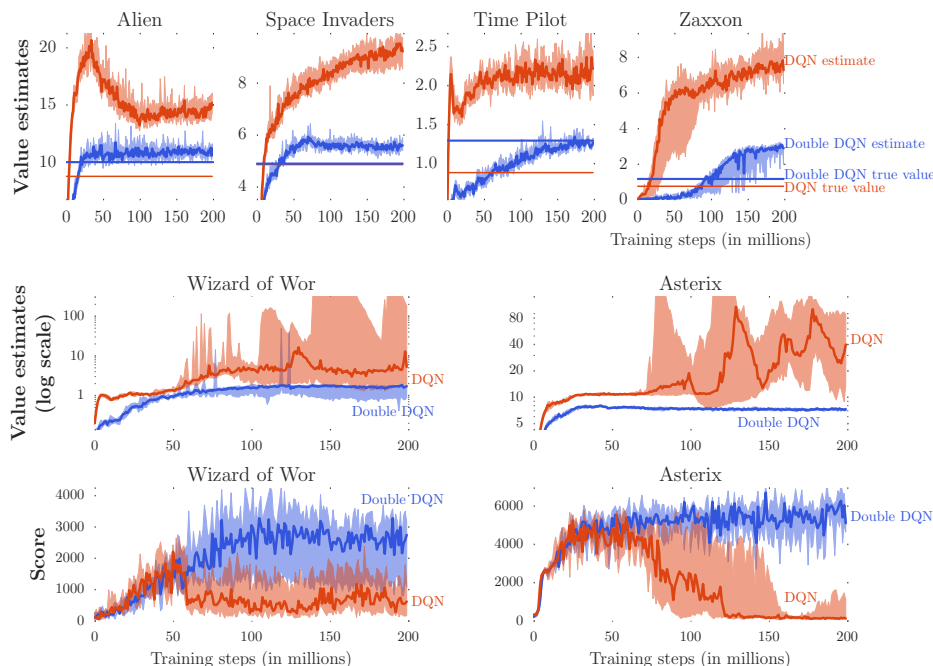 Alien Space Invaders Time Pilot Zaxxon
Value estimates
20
15
10
0 50 100 150 200
8
6
4
0 50 100 150 200
2.5
2.0
1.5
1.0
0 50 100 150 200
8
6
4
2
0
0 50 100 150 200
DQN estimate
Double DQN estimate
Double DQN true value
DQN true value
Training steps (in millions)
Value estimates
(log scale)
Wizard of Wor
100
10
1
0 50 100 150 200
DQN
Double DQN
Asterix
80
40
20
10
5
0 50 100 150 200
DQN
Double DQN
Score
Wizard of Wor
4000
3000
2000
1000
0
0 50 100 150 200
Double DQN
DQN
Training steps (in millions)
Asterix
6000
4000
2000
0
0 50 100 150 200
Double DQN
DQN
Training steps (in millions)